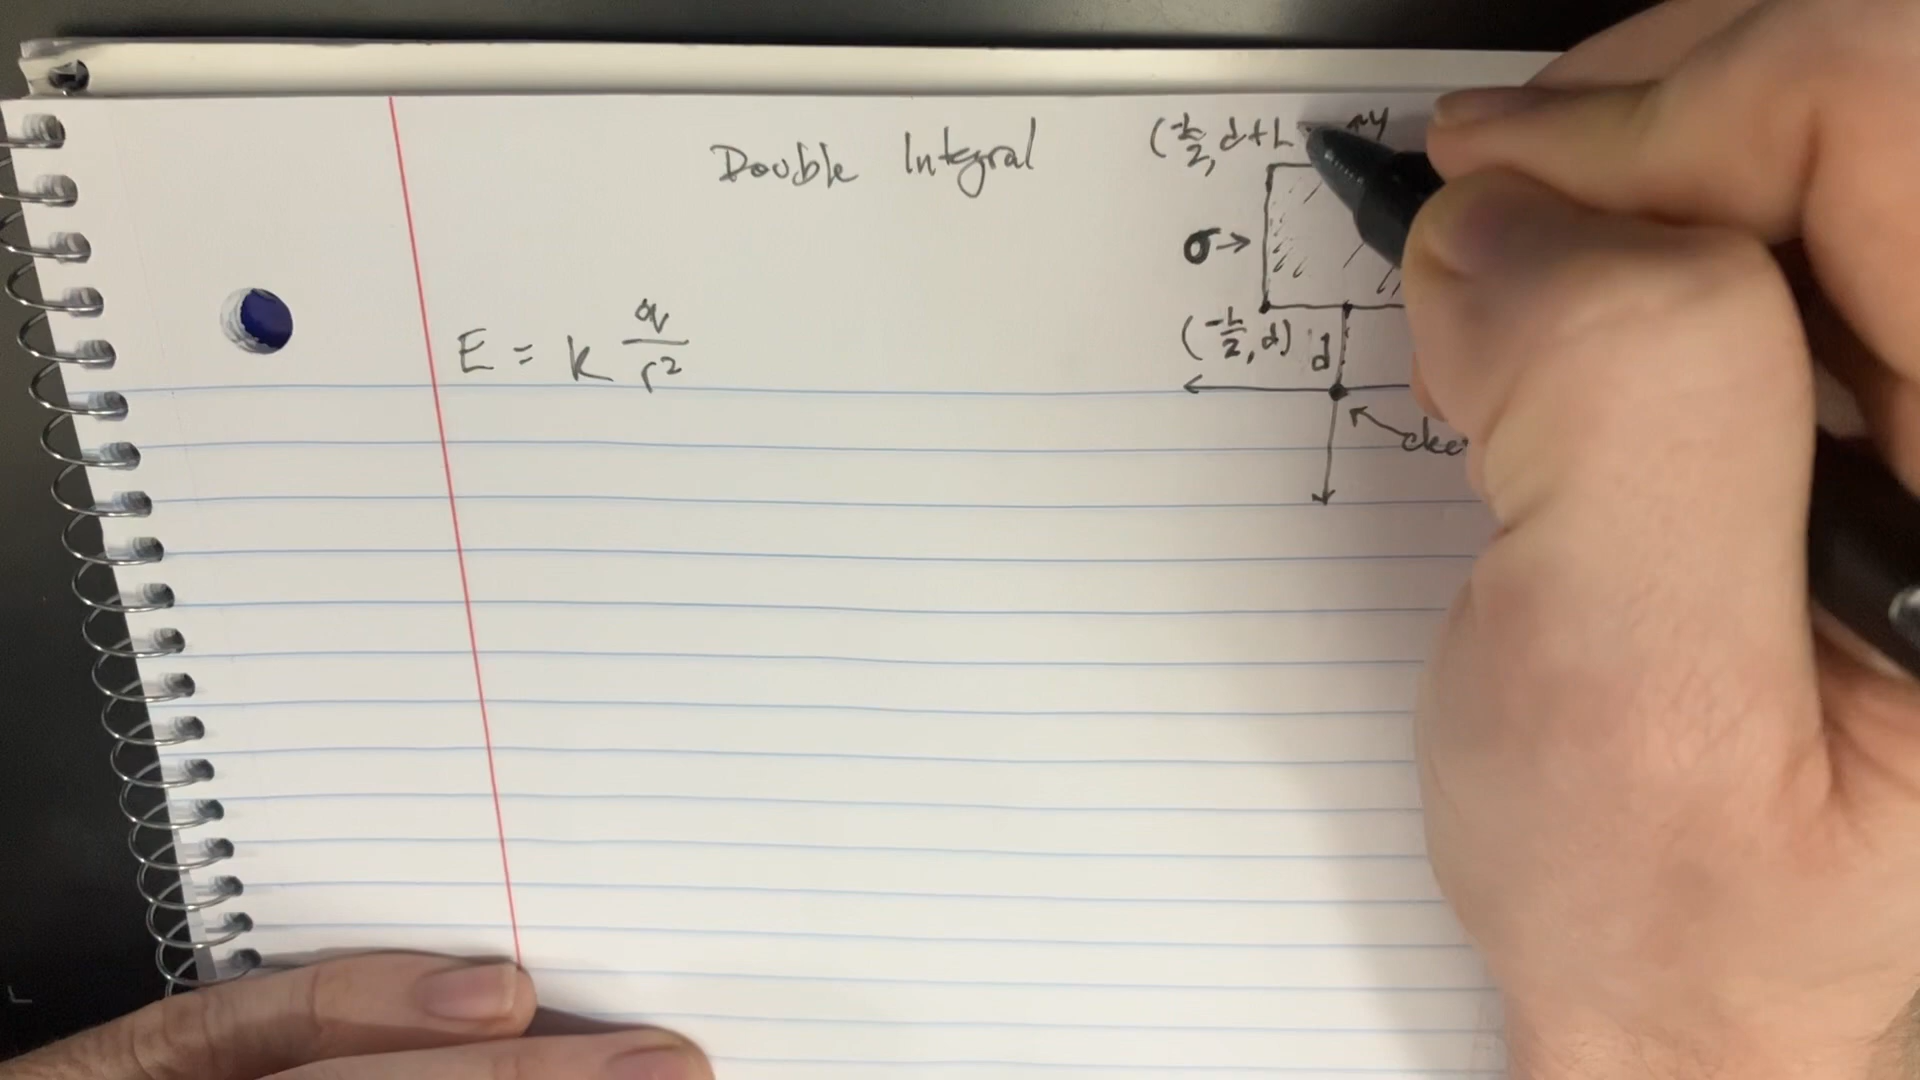 Double Integral
(-L/2, d+L
y
σ→
E = k q/r²
(-L/2, d)
d